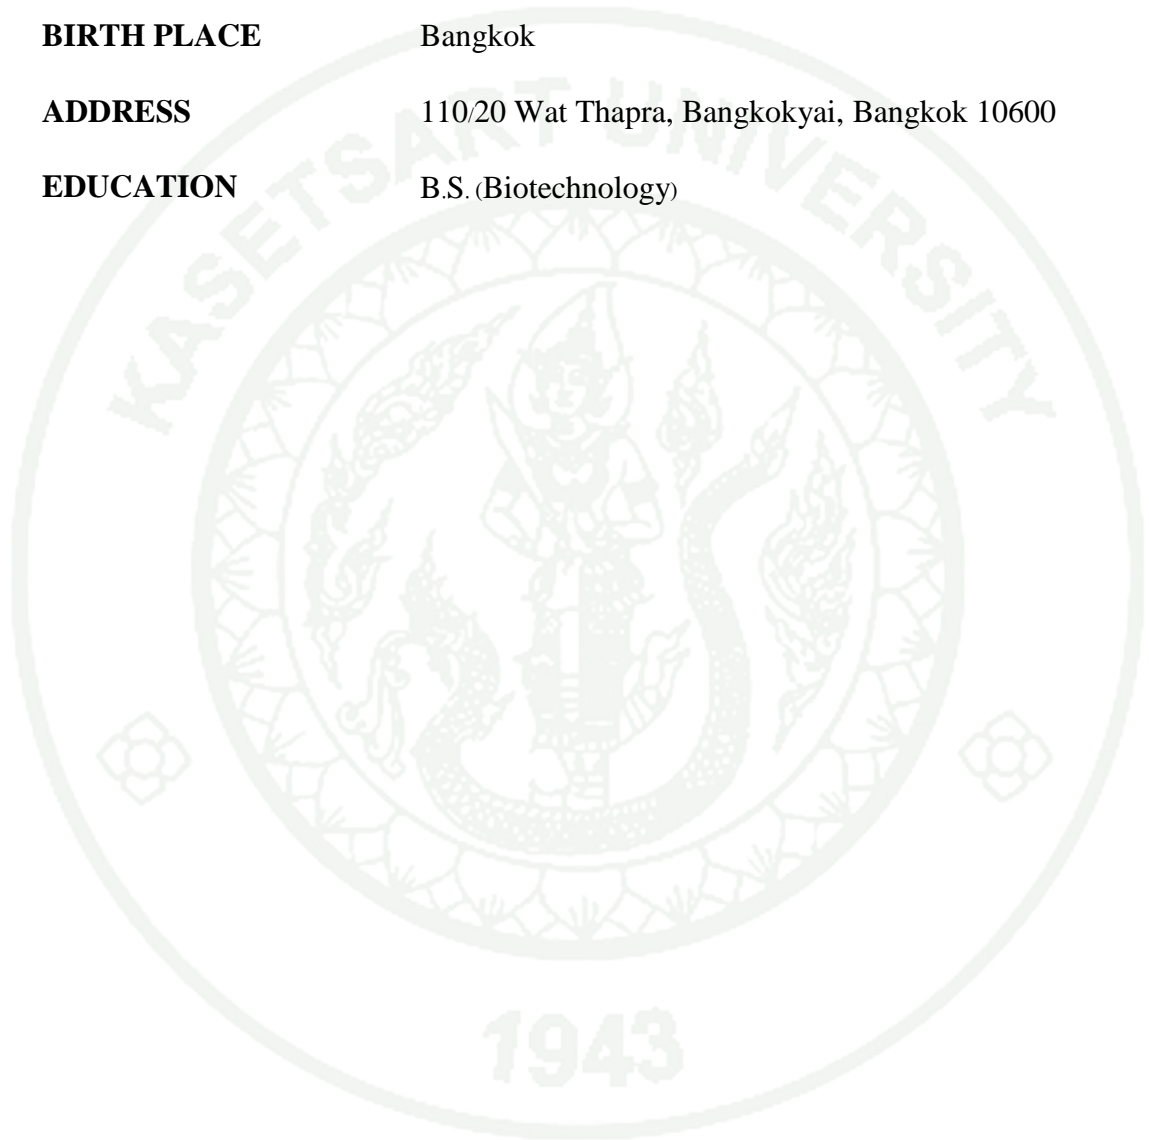 BIRTH PLACE Bangkok
ADDRESS 110/20 Wat Thapra, Bangkokyai, Bangkok 10600
EDUCATION B.S. (Biotechnology)
KASETSART UNIVERSITY
1943